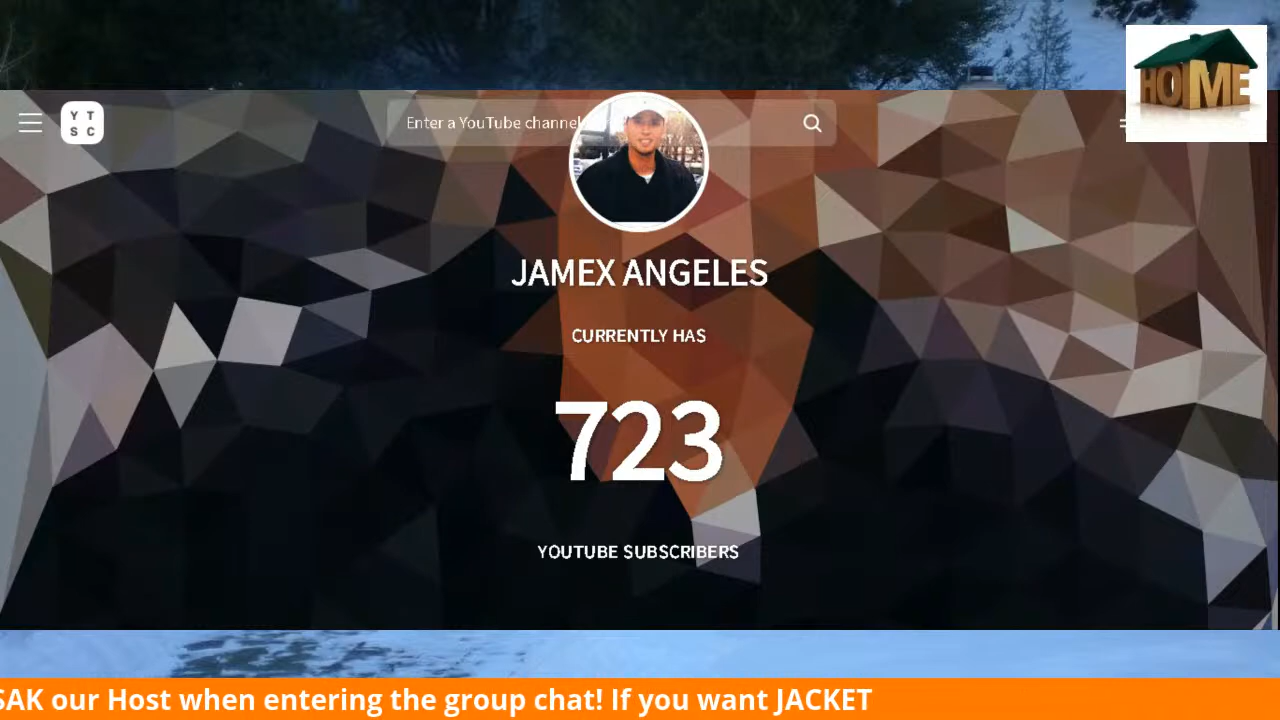 HOME
Y T
S C
Enter a YouTube channel
JAMEX ANGELES
CURRENTLY HAS
723
YOUTUBE SUBSCRIBERS
SAK our Host when entering the group chat! If you want JACKET